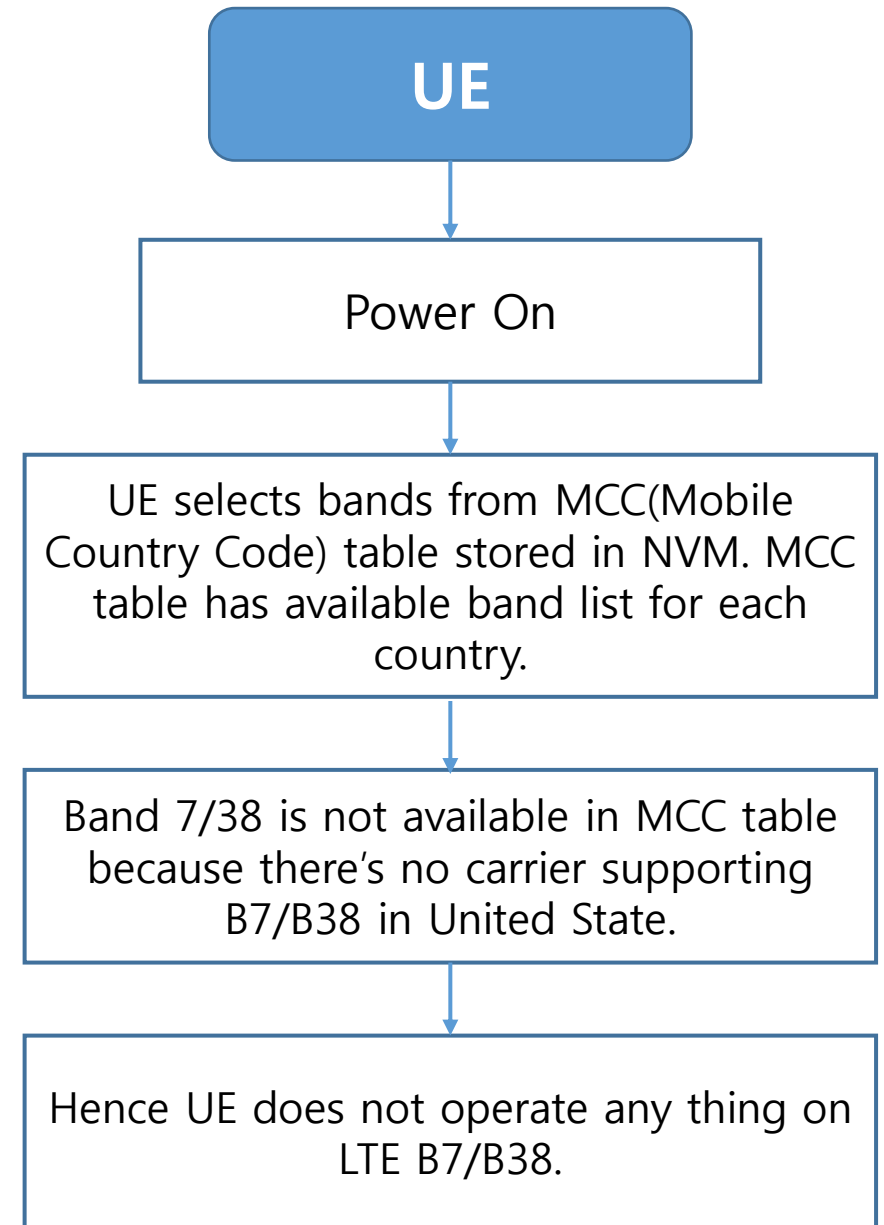 UE
Power On
UE selects bands from MCC(Mobile
Country Code) table stored in NVM. MCC
table has available band list for each
country.
Band 7/38 is not available in MCC table
because there’s no carrier supporting
B7/B38 in United State.
Hence UE does not operate any thing on
LTE B7/B38.